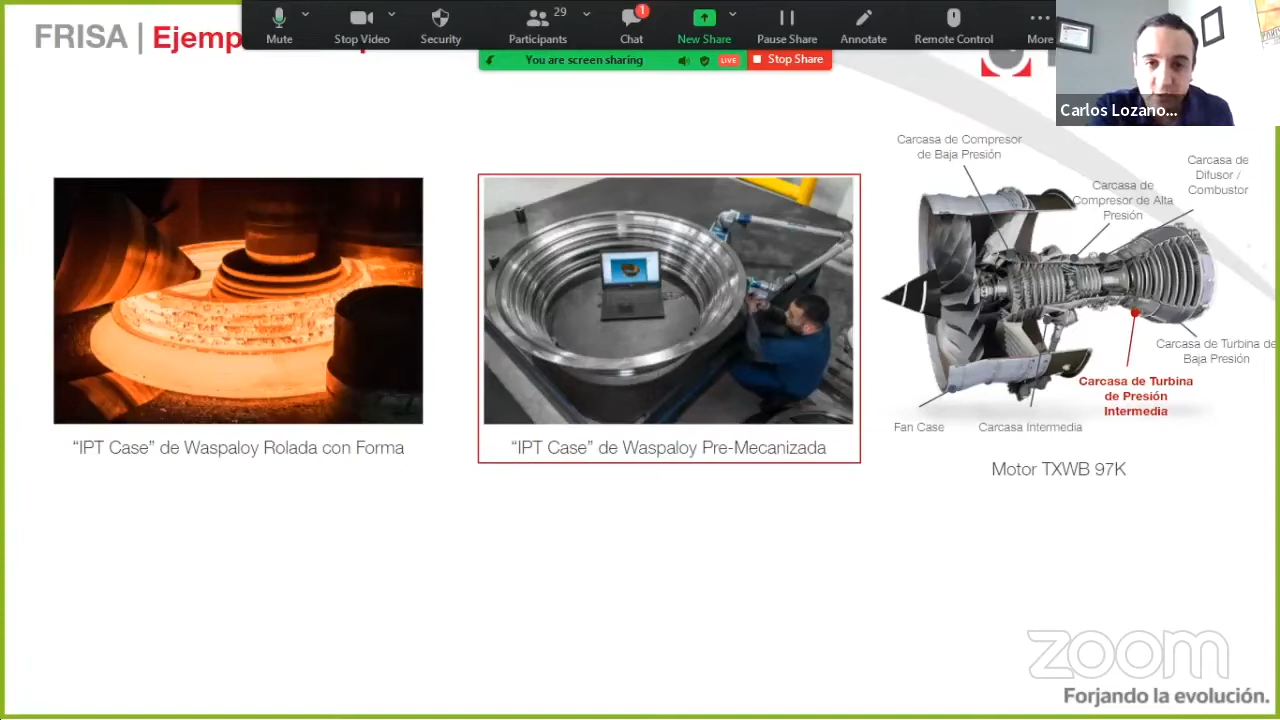 FRISA | Ejemp
Mute
Stop Video
Security
29
Participants
1
Chat
New Share
Pause Share
Annotate
Remote Control
More
You are screen sharing
LIVE
Stop Share
Carlos Lozano...
Carcasa de Compresor
de Baja Presión
Carcasa de
Difusor /
Combustor
Carcasa de
Compresor de Alta
Presión
Carcasa de Turbina de
Baja Presión
Carcasa de Turbina
de Presión
Intermedia
Fan Case
Carcasa Intermedia
“IPT Case” de Waspaloy Rolada con Forma
“IPT Case” de Waspaloy Pre-Mecanizada
Motor TXWB 97K
zoom
Forjando la evolución.